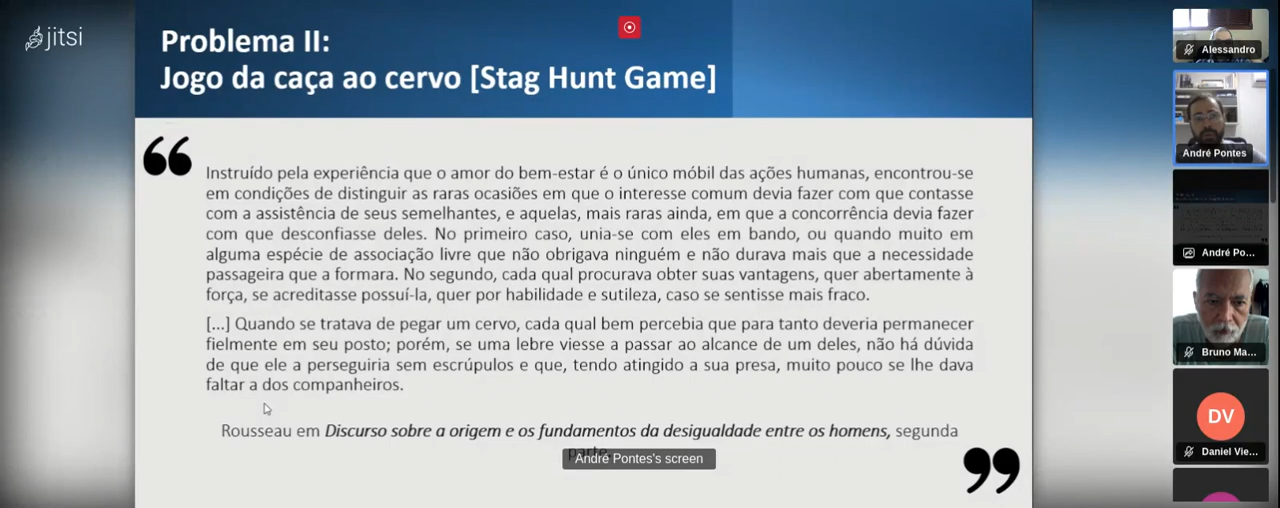 jitsi
Problema II:
Jogo da caça ao cervo [Stag Hunt Game]
“
Instruído pela experiência que o amor do bem-estar é o único móbil das ações humanas, encontrou-se
em condições de distinguir as raras ocasiões em que o interesse comum devia fazer com que contasse
com a assistência de seus semelhantes, e aquelas, mais raras ainda, em que a concorrência devia fazer
com que desconfiasse deles. No primeiro caso, unia-se com eles em bando, ou quando muito em
alguma espécie de associação livre que não obrigava ninguém e não durava mais que a necessidade
passageira que a formara. No segundo, cada qual procurava obter suas vantagens, quer abertamente à
força, se acreditasse possuí-la, quer por habilidade e sutileza, caso se sentisse mais fraco.
[...] Quando se tratava de pegar um cervo, cada qual bem percebia que para tanto deveria permanecer
fielmente em seu posto; porém, se uma lebre viesse a passar ao alcance de um deles, não há dúvida
de que ele a perseguiria sem escrúpulos e que, tendo atingido a sua presa, muito pouco se lhe dava
faltar a dos companheiros.
Rousseau em Discurso sobre a origem e os fundamentos da desigualdade entre os homens, segunda
André Pontes's screen
”
Alessandro
André Pontes
André Po...
Bruno Ma...
DV
Daniel Vie...